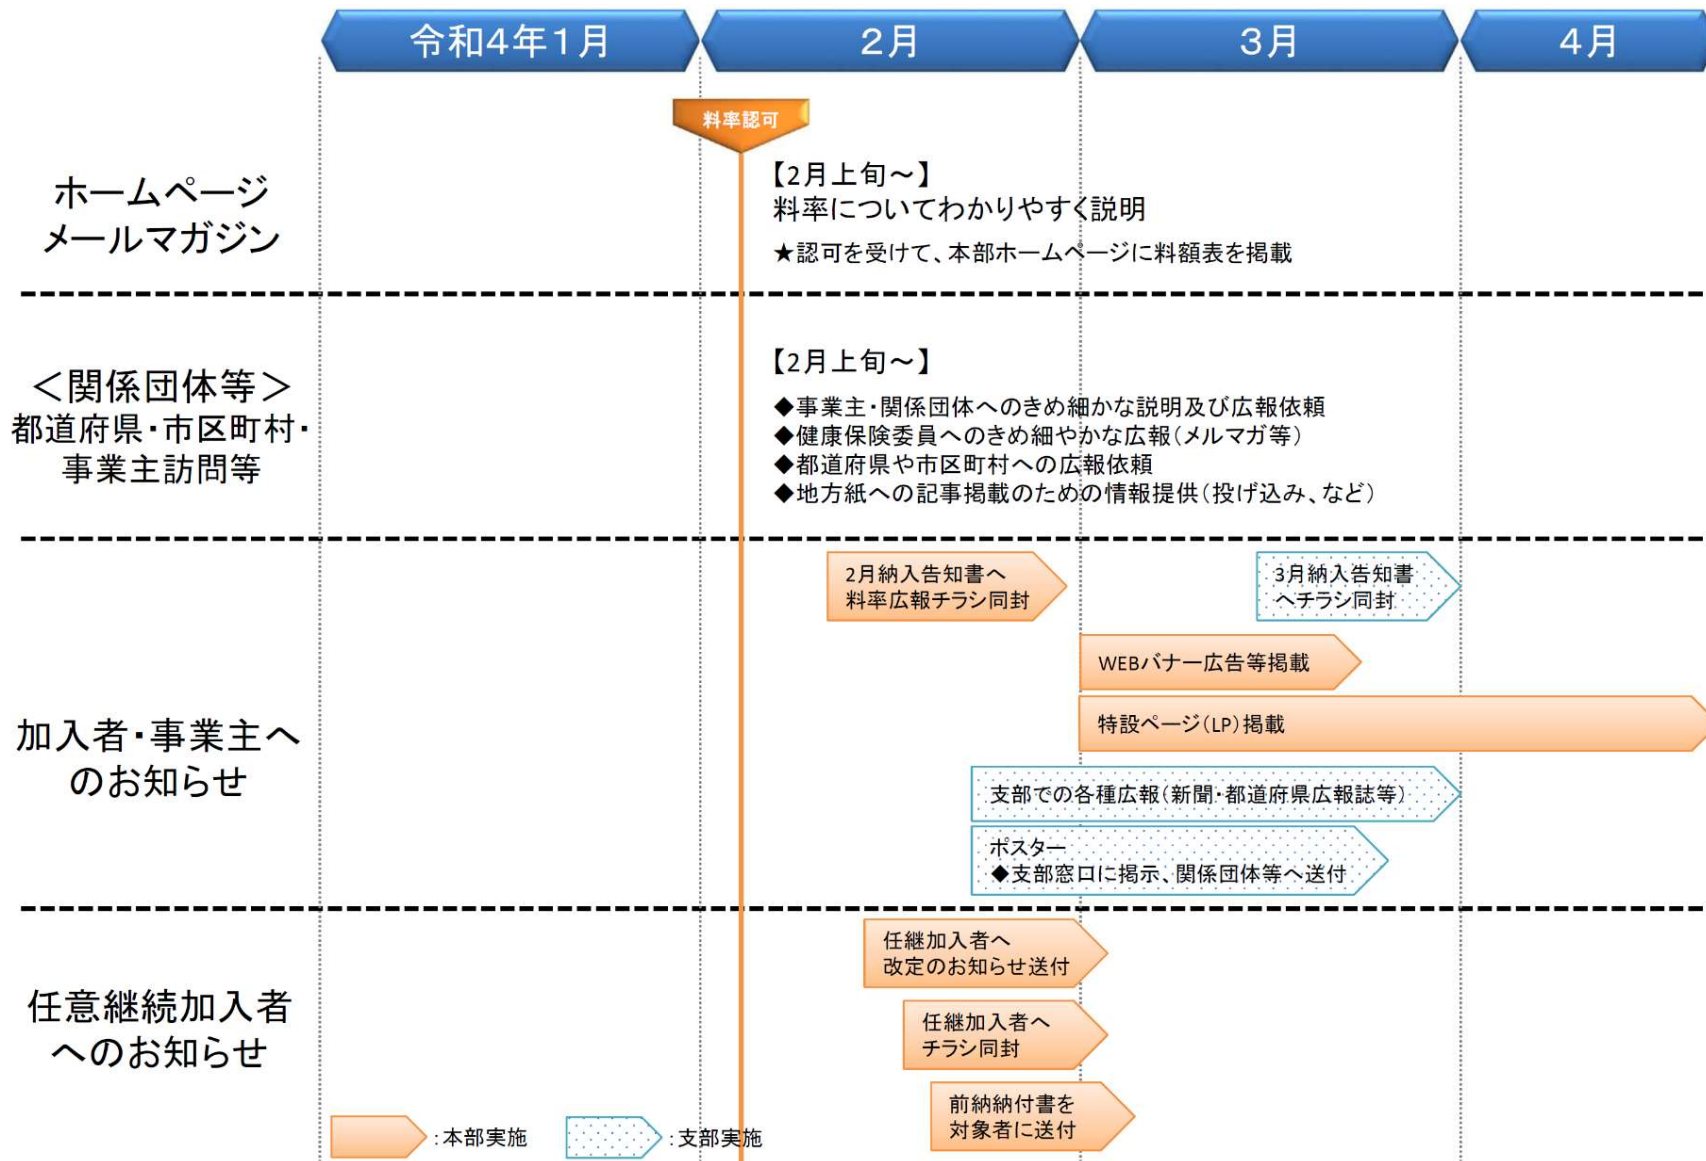 令和4年1月
2月
3月
4月
料率認可
ホームページ
メールマガジン
【2月上旬～】
料率についてわかりやすく説明
★認可を受けて、本部ホームページに料額表を掲載
＜関係団体等＞
都道府県・市区町村・
事業主訪問等
【2月上旬～】
◆事業主・関係団体へのきめ細かな説明及び広報依頼
◆健康保険委員へのきめ細やかな広報（メルマガ等）
◆都道府県や市区町村への広報依頼
◆地方紙への記事掲載のための情報提供（投げ込み、など）
加入者・事業主へ
のお知らせ
2月納入告知書へ
料率広報チラシ同封
3月納入告知書
へチラシ同封
WEBバナー広告等掲載
特設ページ（LP）掲載
支部での各種広報（新聞・都道府県広報誌等）
ポスター
◆支部窓口に掲示、関係団体等へ送付
任意継続加入者
へのお知らせ
任継加入者へ
改定のお知らせ送付
任継加入者へ
チラシ同封
前納納付書を
対象者に送付
：本部実施
：支部実施